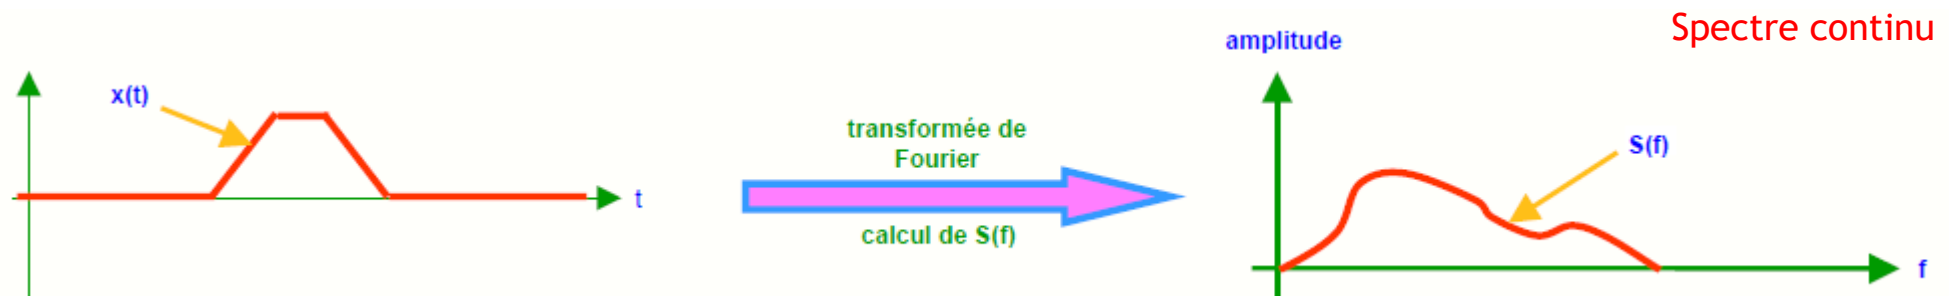 Spectre continu
amplitude
x(t)
transformée de
Fourier
S(f)
t
calcul de S(f)
f